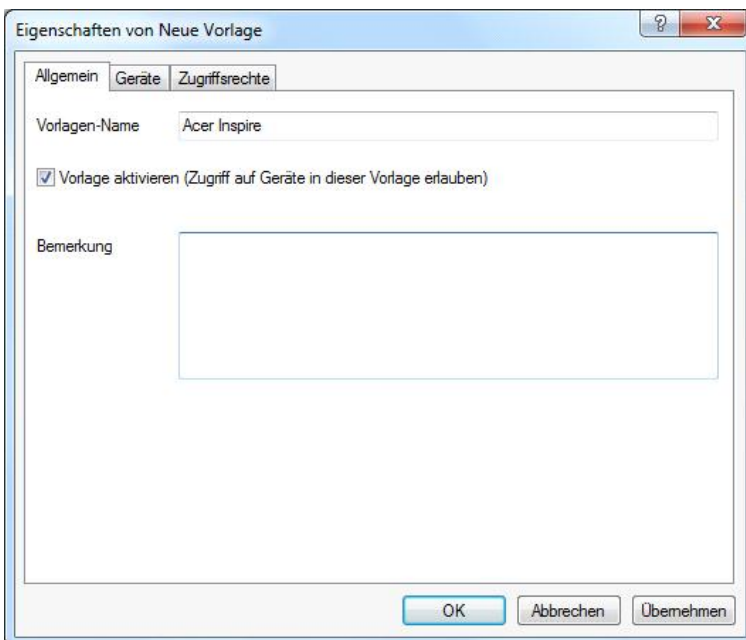 Eigenschaften von Neue Vorlage
Allgemein Geräte Zugriffsrechte
Vorlagen-Name Acer Inspire
Vorlage aktivieren (Zugriff auf Geräte in dieser Vorlage erlauben)
Bemerkung
OK Abbrechen Übernehmen